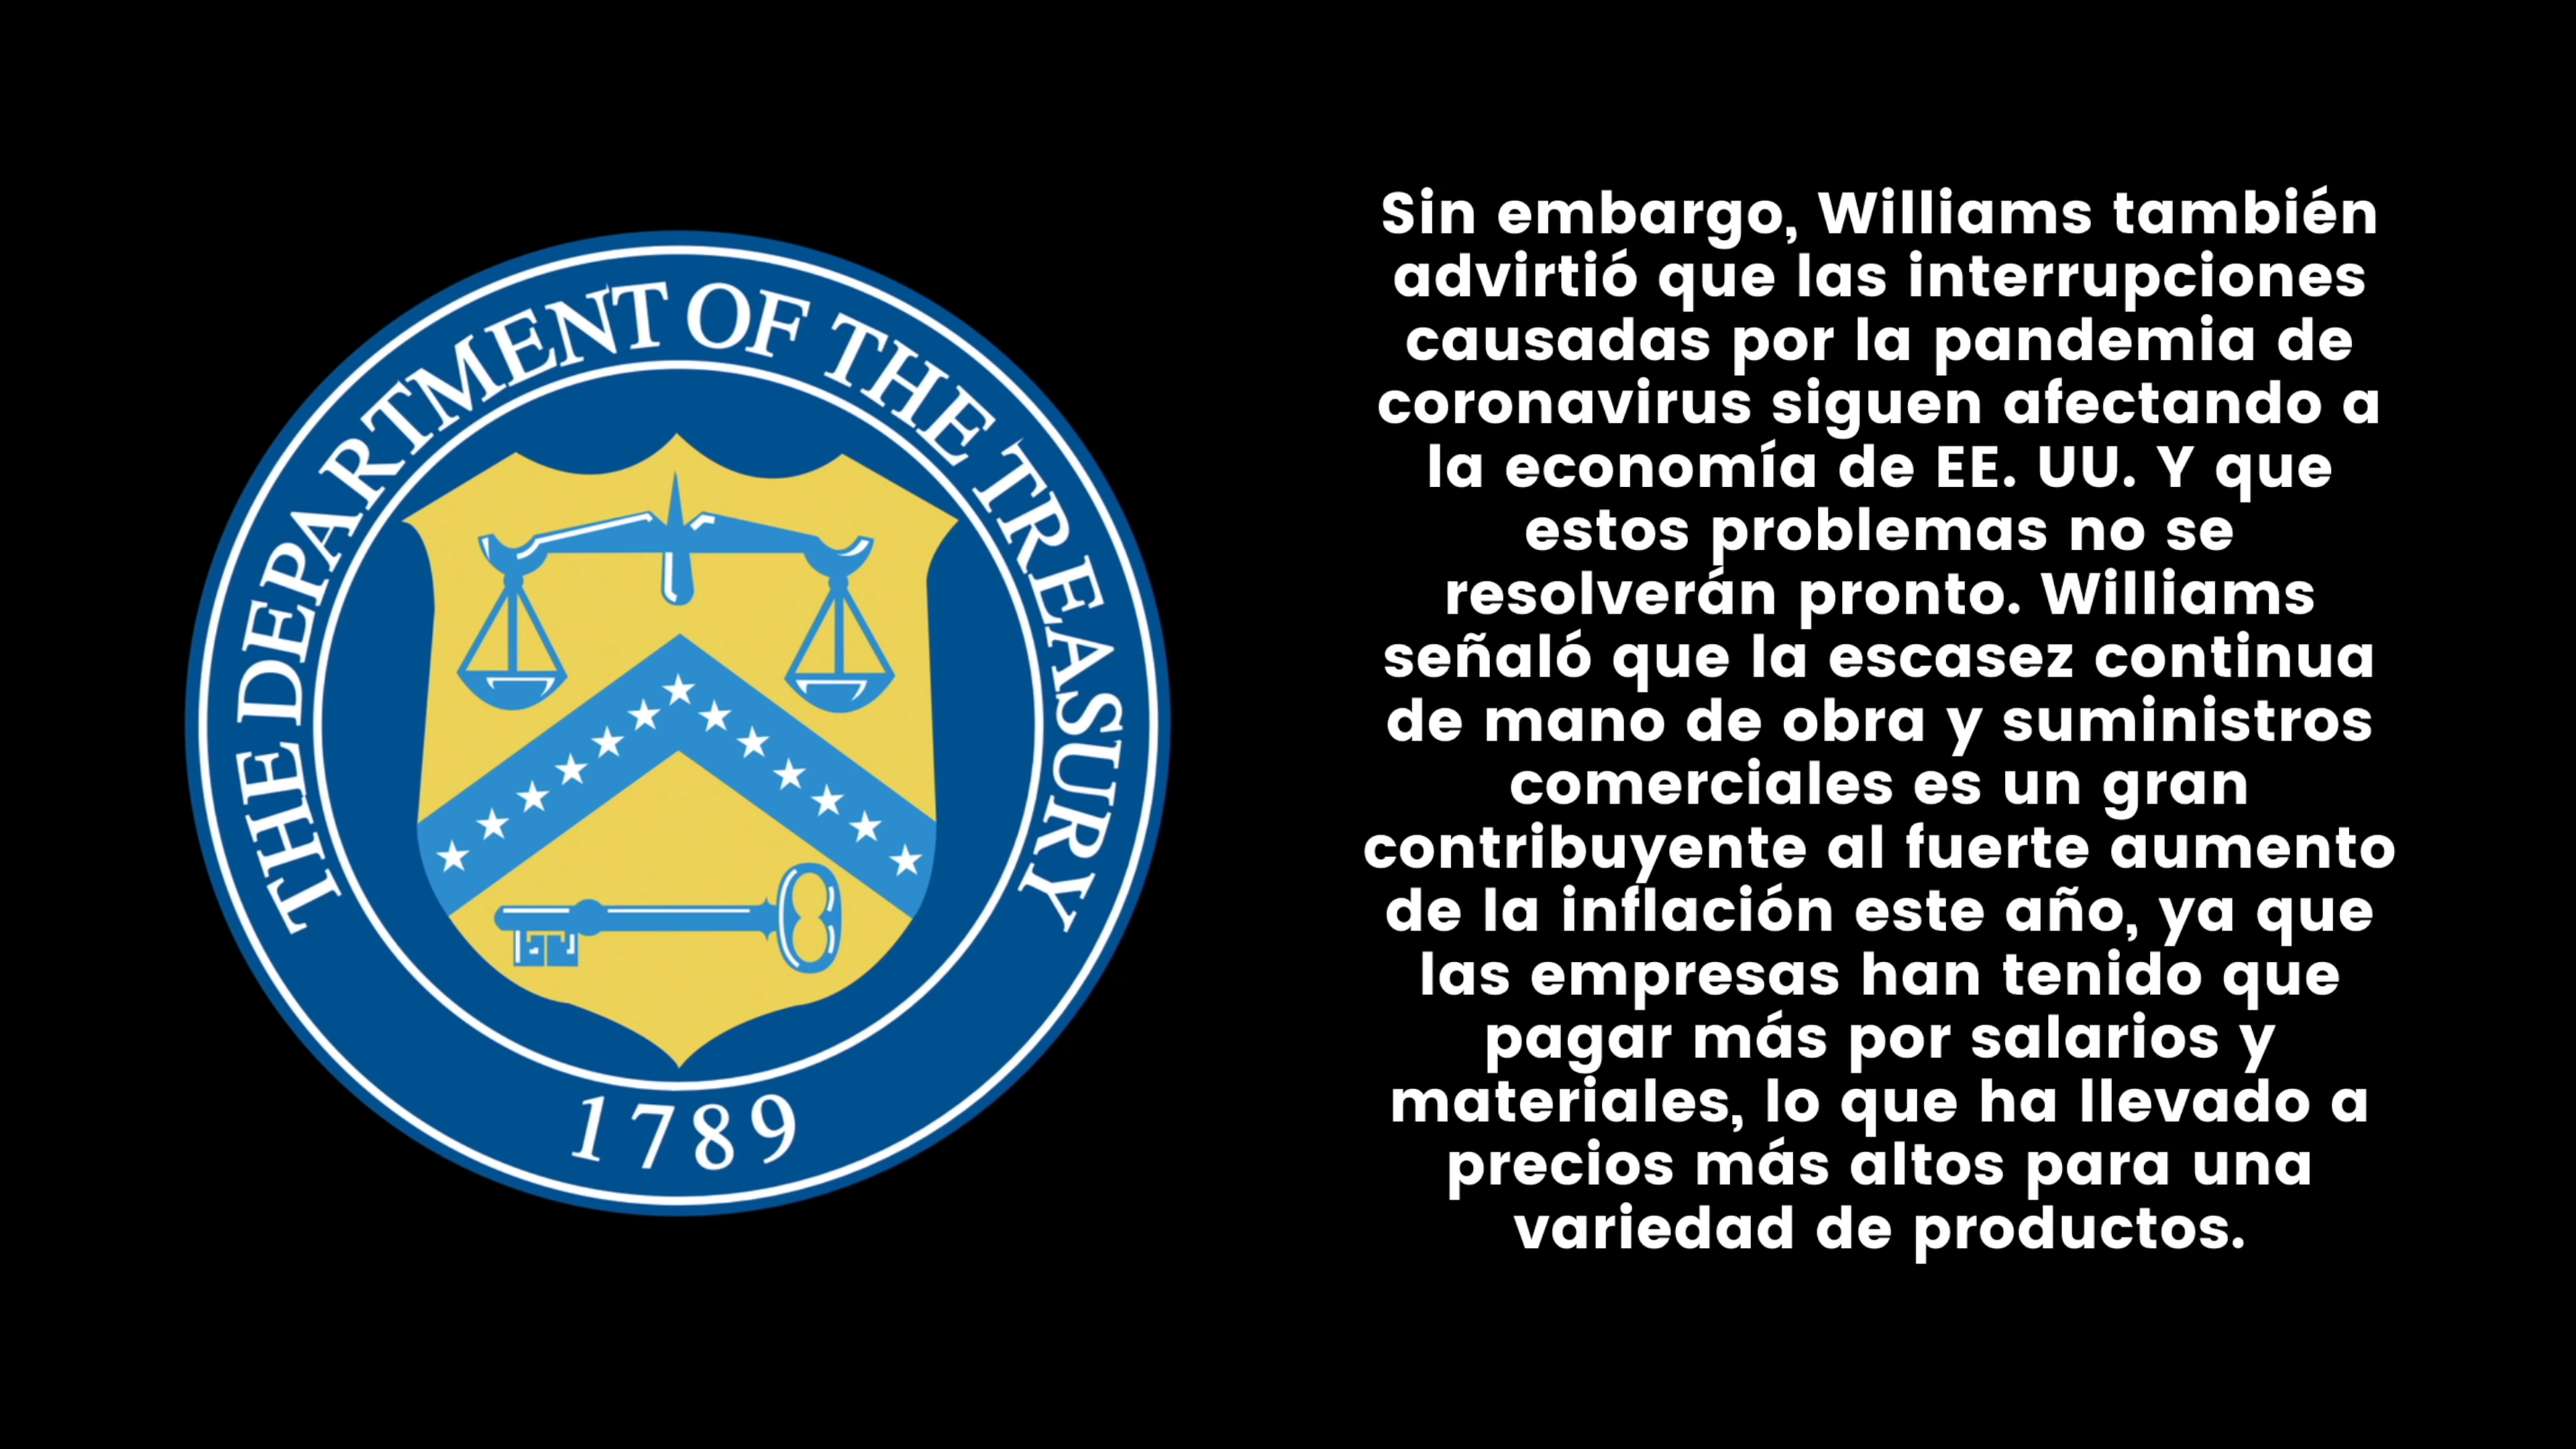 THE DEPARTMENT OF THE TREASURY
1789
Sin embargo, Williams también
advirtió que las interrupciones
causadas por la pandemia de
coronavirus siguen afectando a
la economía de EE. UU. Y que
estos problemas no se
resolverán pronto. Williams
señaló que la escasez continua
de mano de obra y suministros
comerciales es un gran
contribuyente al fuerte aumento
de la inflación este año, ya que
las empresas han tenido que
pagar más por salarios y
materiales, lo que ha llevado a
precios más altos para una
variedad de productos.